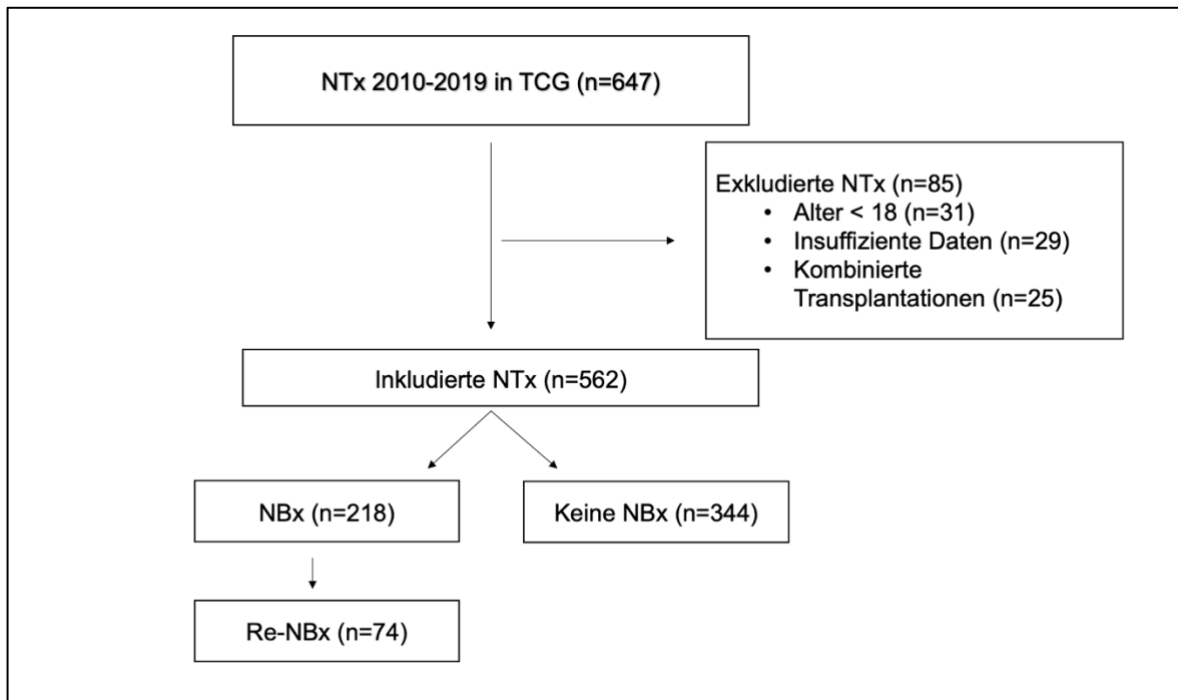 NTx 2010-2019 in TCG (n=647)
Exkludierte NTx (n=85)
• Alter < 18 (n=31)
• Insuffiziente Daten (n=29)
• Kombinierte
Transplantationen (n=25)
Inkludierte NTx (n=562)
NBx (n=218)
Keine NBx (n=344)
Re-NBx (n=74)